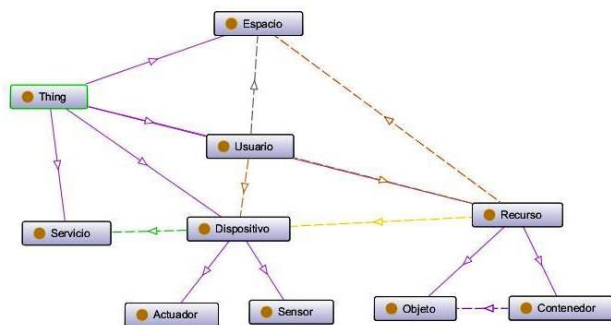 Espacio
Thing
Usuario
Recurso
Servicio
Dispositivo
Actuador
Sensor
Objeto
Contenedor